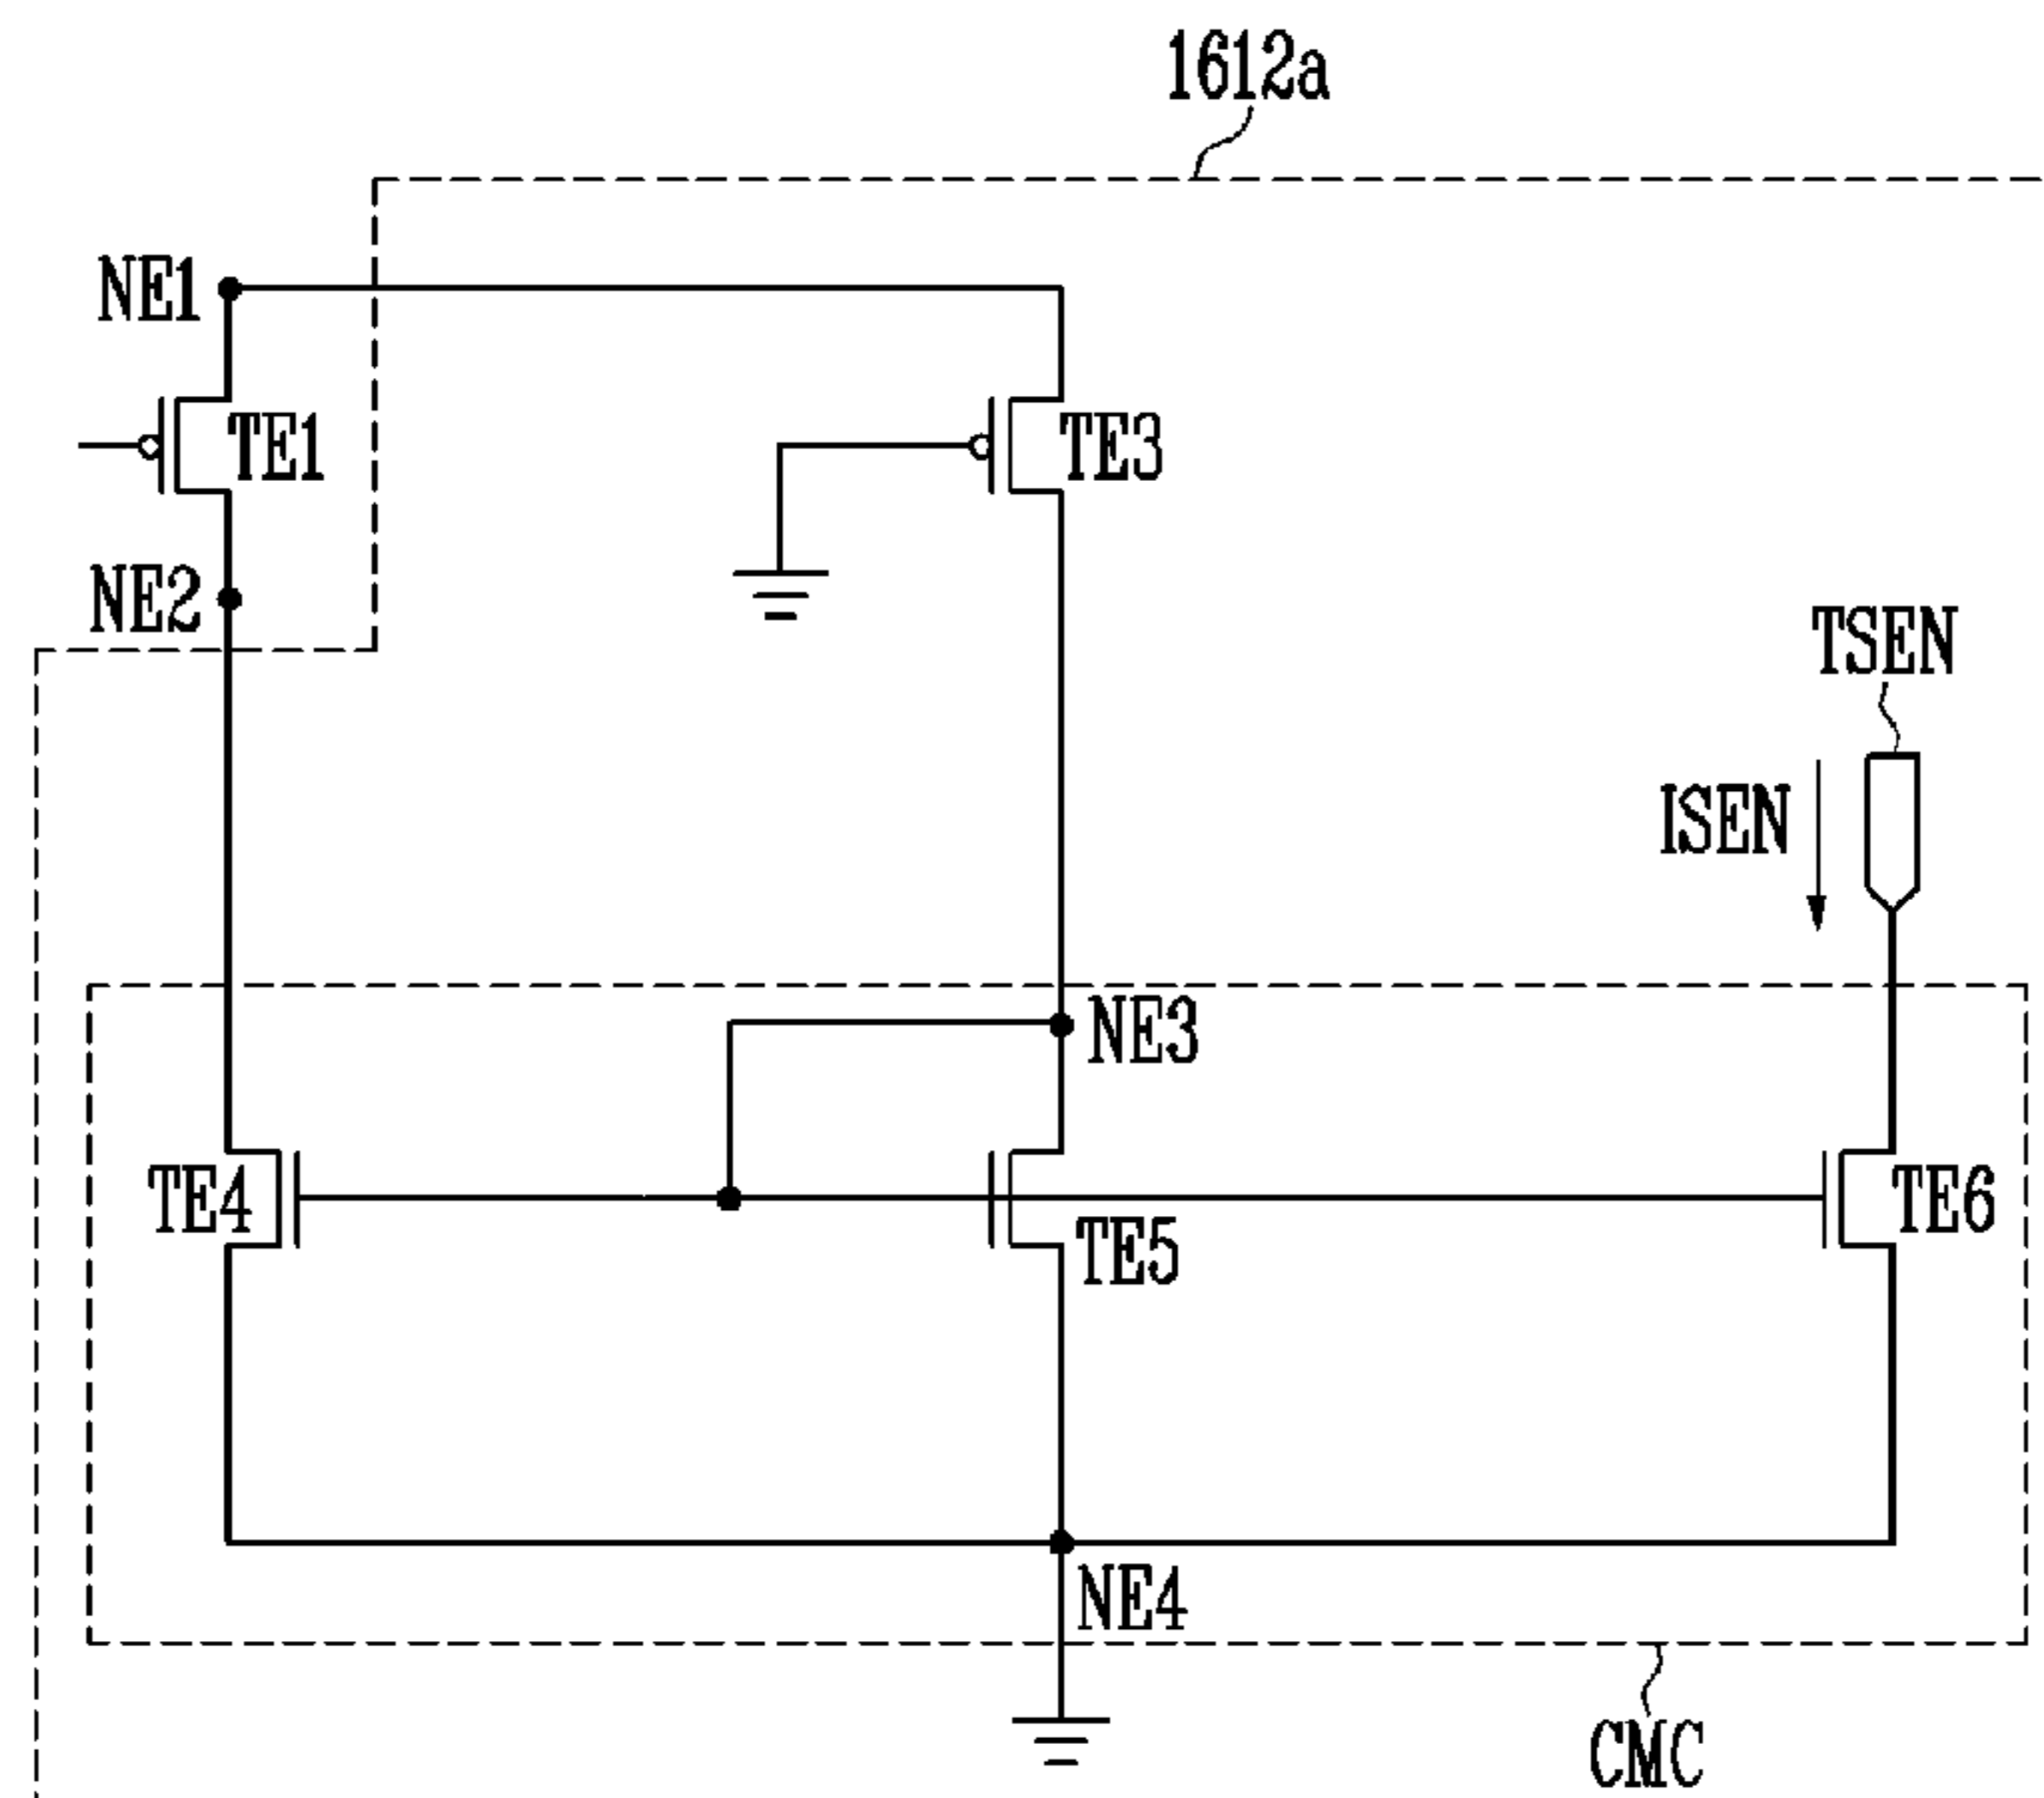 1612a
NE1
TE1
TE3
NE2
TSEN
ISEN
NE3
TE4
TE5
TE6
NE4
CMC